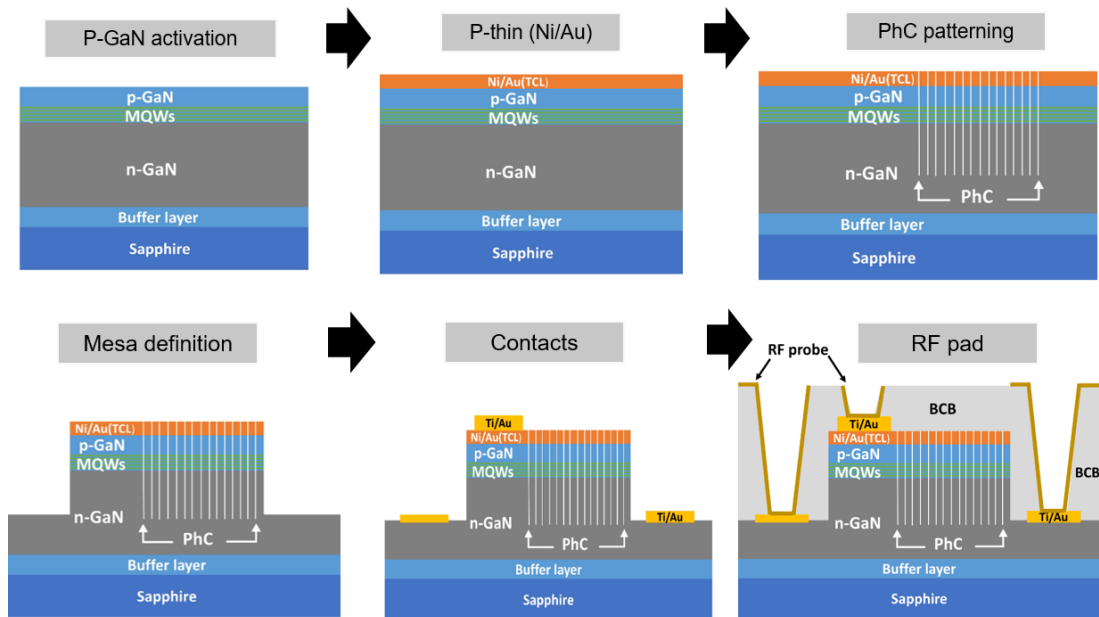 P-GaN activation
P-thin (Ni/Au)
PhC patterning
p-GaN
MQWs
n-GaN
Buffer layer
Sapphire
Ni/Au(TCL)
p-GaN
MQWs
n-GaN
Buffer layer
Sapphire
Ni/Au(TCL)
p-GaN
MQWs
n-GaN
PhC
Buffer layer
Sapphire
Mesa definition
Contacts
RF pad
Ni/Au(TCL)
p-GaN
MQWs
n-GaN
PhC
Buffer layer
Sapphire
Ti/Au
Ni/Au(TCL)
p-GaN
MQWs
n-GaN
Ti/Au
PhC
Buffer layer
Sapphire
RF probe
BCB
Ti/Au
Ni/Au(TCL)
p-GaN
MQWs
BCB
n-GaN
Ti/Au
PhC
Buffer layer
Sapphire